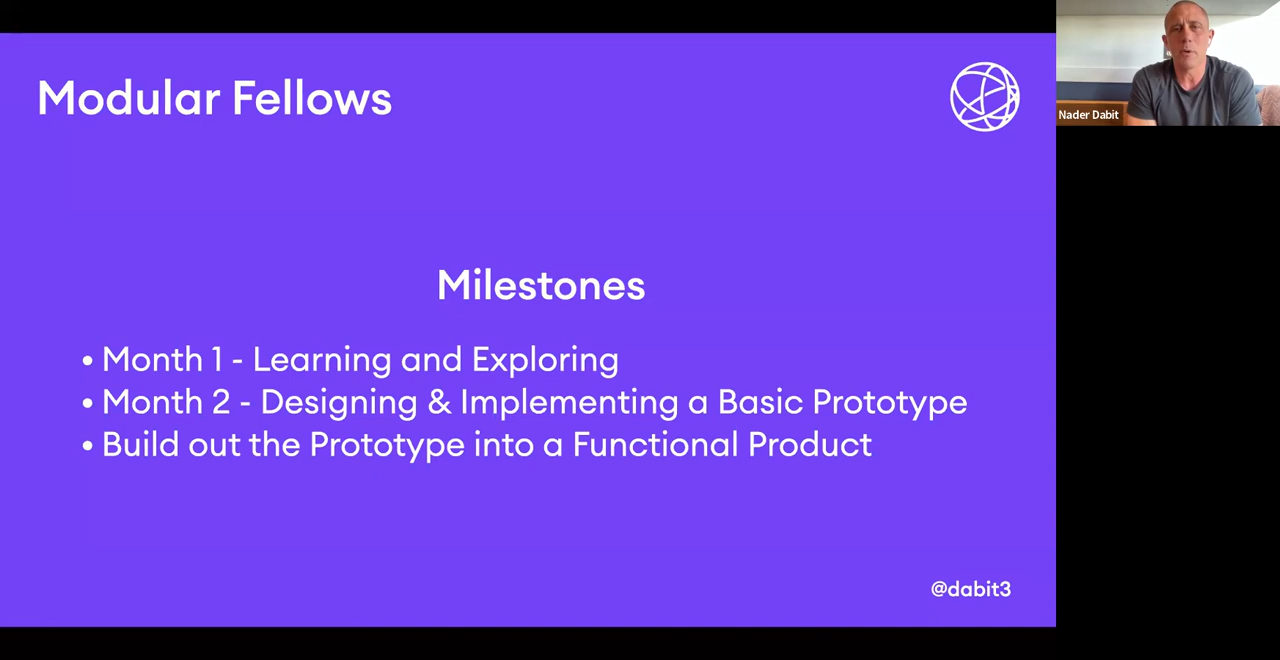 Modular Fellows
Milestones
• Month 1 - Learning and Exploring
• Month 2 - Designing & Implementing a Basic Prototype
• Build out the Prototype into a Functional Product
@dabit3
Nader Dabit